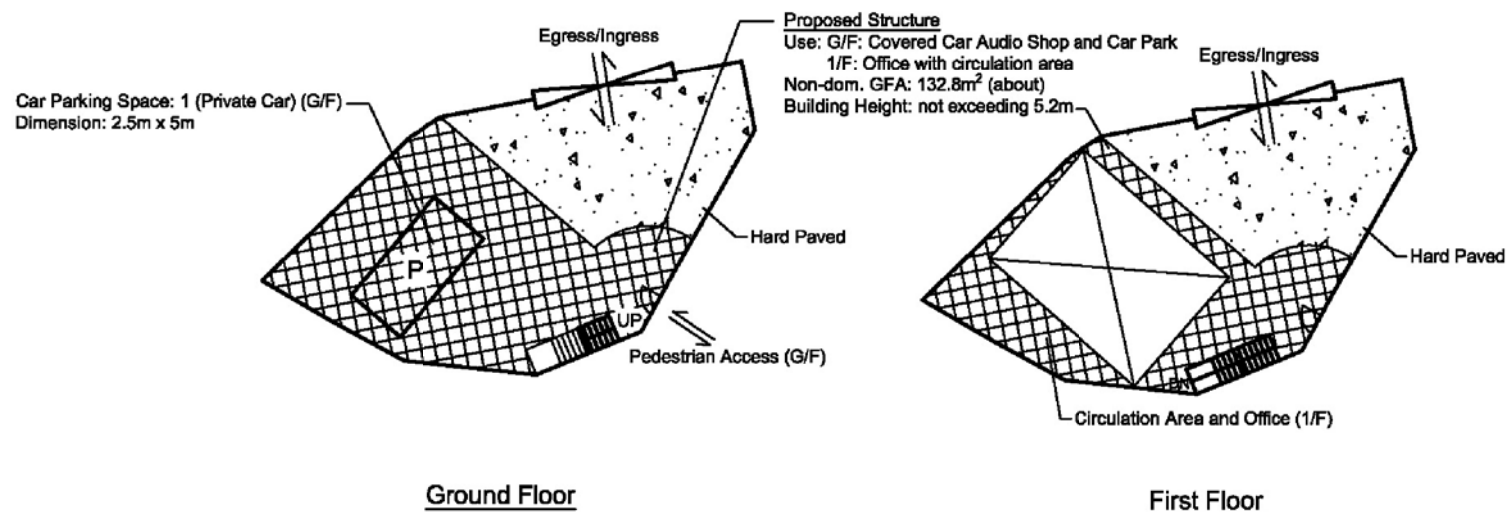 Egress/Ingress
Car Parking Space: 1 (Private Car) (G/F)
Dimension: 2.5m x 5m
P
UP
Hard Paved
Pedestrian Access (G/F)
Ground Floor
Proposed Structure
Use: G/F: Covered Car Audio Shop and Car Park
1/F: Office with circulation area
Non-dom. GFA: 132.8m² (about)
Building Height: not exceeding 5.2m
Egress/Ingress
Hard Paved
DN
Circulation Area and Office (1/F)
First Floor